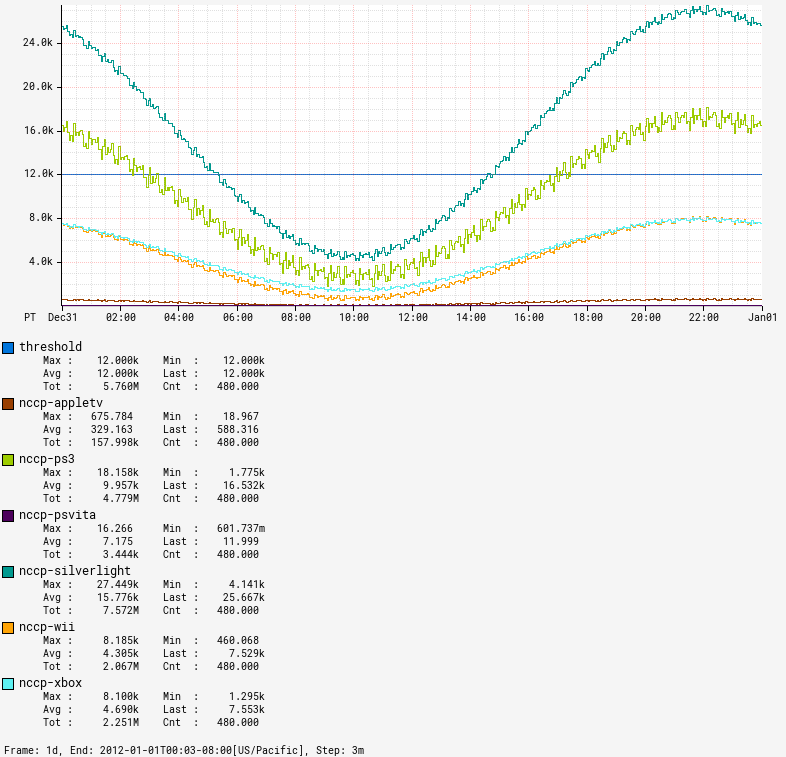 24.0k
20.0k
16.0k
12.0k
8.0k
4.0k
PT Dec31 02:00 04:00 06:00 08:00 10:00 12:00 14:00 16:00 18:00 20:00 22:00 Jan01
threshold
Max : 12.000k Min : 12.000k
Avg : 12.000k Last : 12.000k
Tot : 5.760M Cnt : 480.000
nccp-appletv
Max : 675.784 Min : 18.967
Avg : 329.163 Last : 588.316
Tot : 157.998k Cnt : 480.000
nccp-ps3
Max : 18.158k Min : 1.775k
Avg : 9.957k Last : 16.532k
Tot : 4.779M Cnt : 480.000
nccp-psvita
Max : 16.266 Min : 601.737m
Avg : 7.175 Last : 11.999
Tot : 3.444k Cnt : 480.000
nccp-silverlight
Max : 27.449k Min : 4.141k
Avg : 15.776k Last : 25.667k
Tot : 7.572M Cnt : 480.000
nccp-wii
Max : 8.185k Min : 460.068
Avg : 4.305k Last : 7.529k
Tot : 2.067M Cnt : 480.000
nccp-xbox
Max : 8.100k Min : 1.295k
Avg : 4.690k Last : 7.553k
Tot : 2.251M Cnt : 480.000
Frame: 1d, End: 2012-01-01T00:03-08:00[US/Pacific], Step: 3m